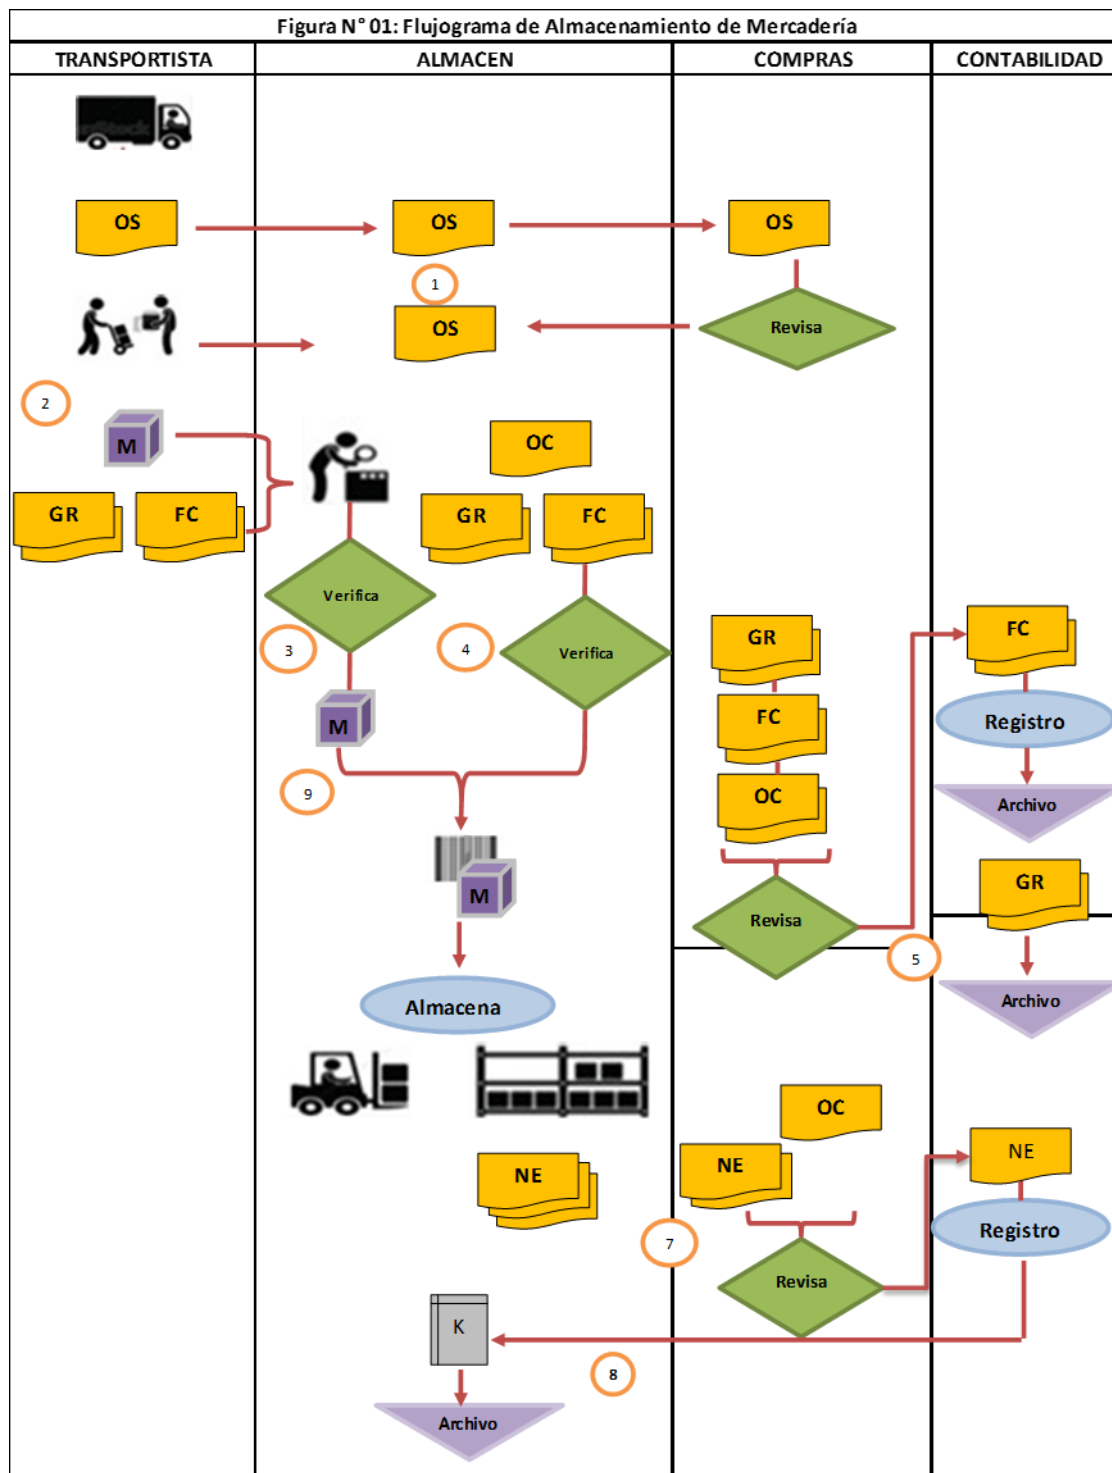 Figura N° 01: Flujograma de Almacenamiento de Mercadería
TRANSPORTISTA ALMACEN COMPRAS CONTABILIDAD
OS OS OS
1
OS Revisa
2
M
OC
GR FC GR FC
Verifica
3
4
Verifica
M
9
GR
FC
OC
Revisa
FC
Registro
Archivo
GR
5
Archivo
M
Almacena
OC
NE NE NE
7
Revisa
Registro
K
8
Archivo